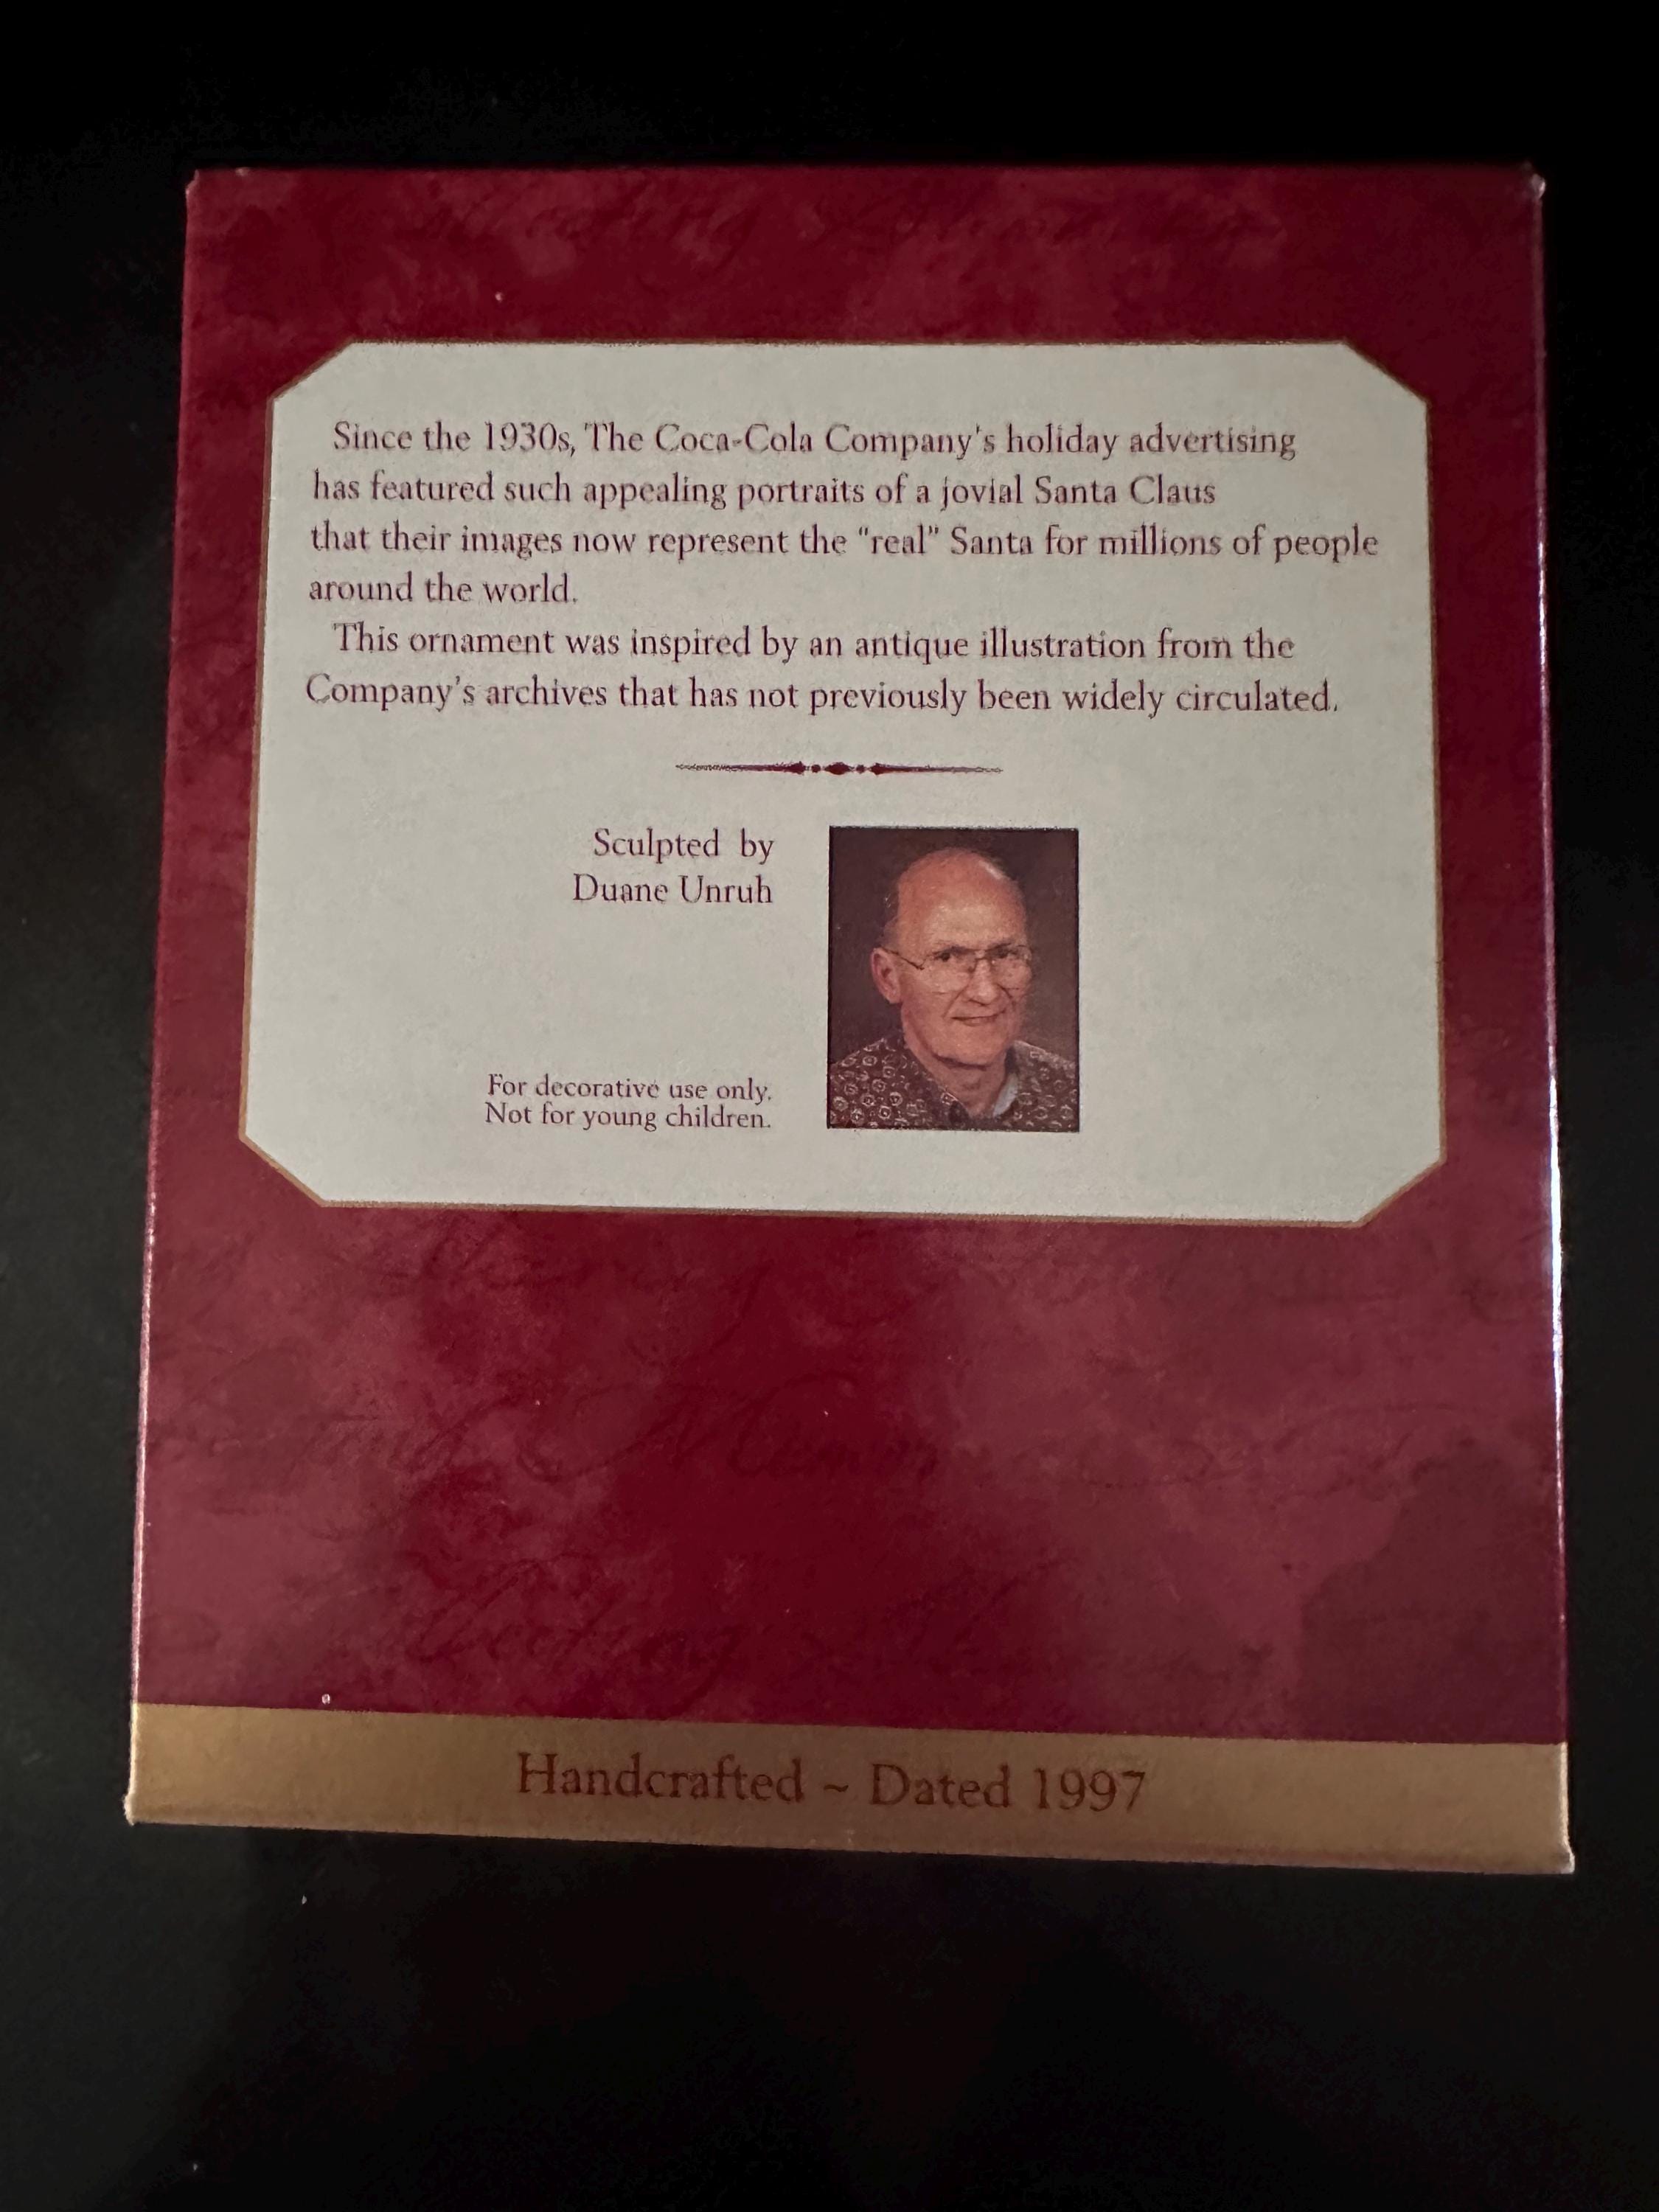 Since the 1930s, The Coca-Cola Company's holiday advertising
has featured such appealing portraits of a jovial Santa Claus
that their images now represent the "real" Santa for millions of people
around the world.
This ornament was inspired by an antique illustration from the
Company's archives that has not previously been widely circulated.
Sculpted by
Duane Unruh
For decorative use only.
Not for young children.
Handcrafted ~ Dated 1997